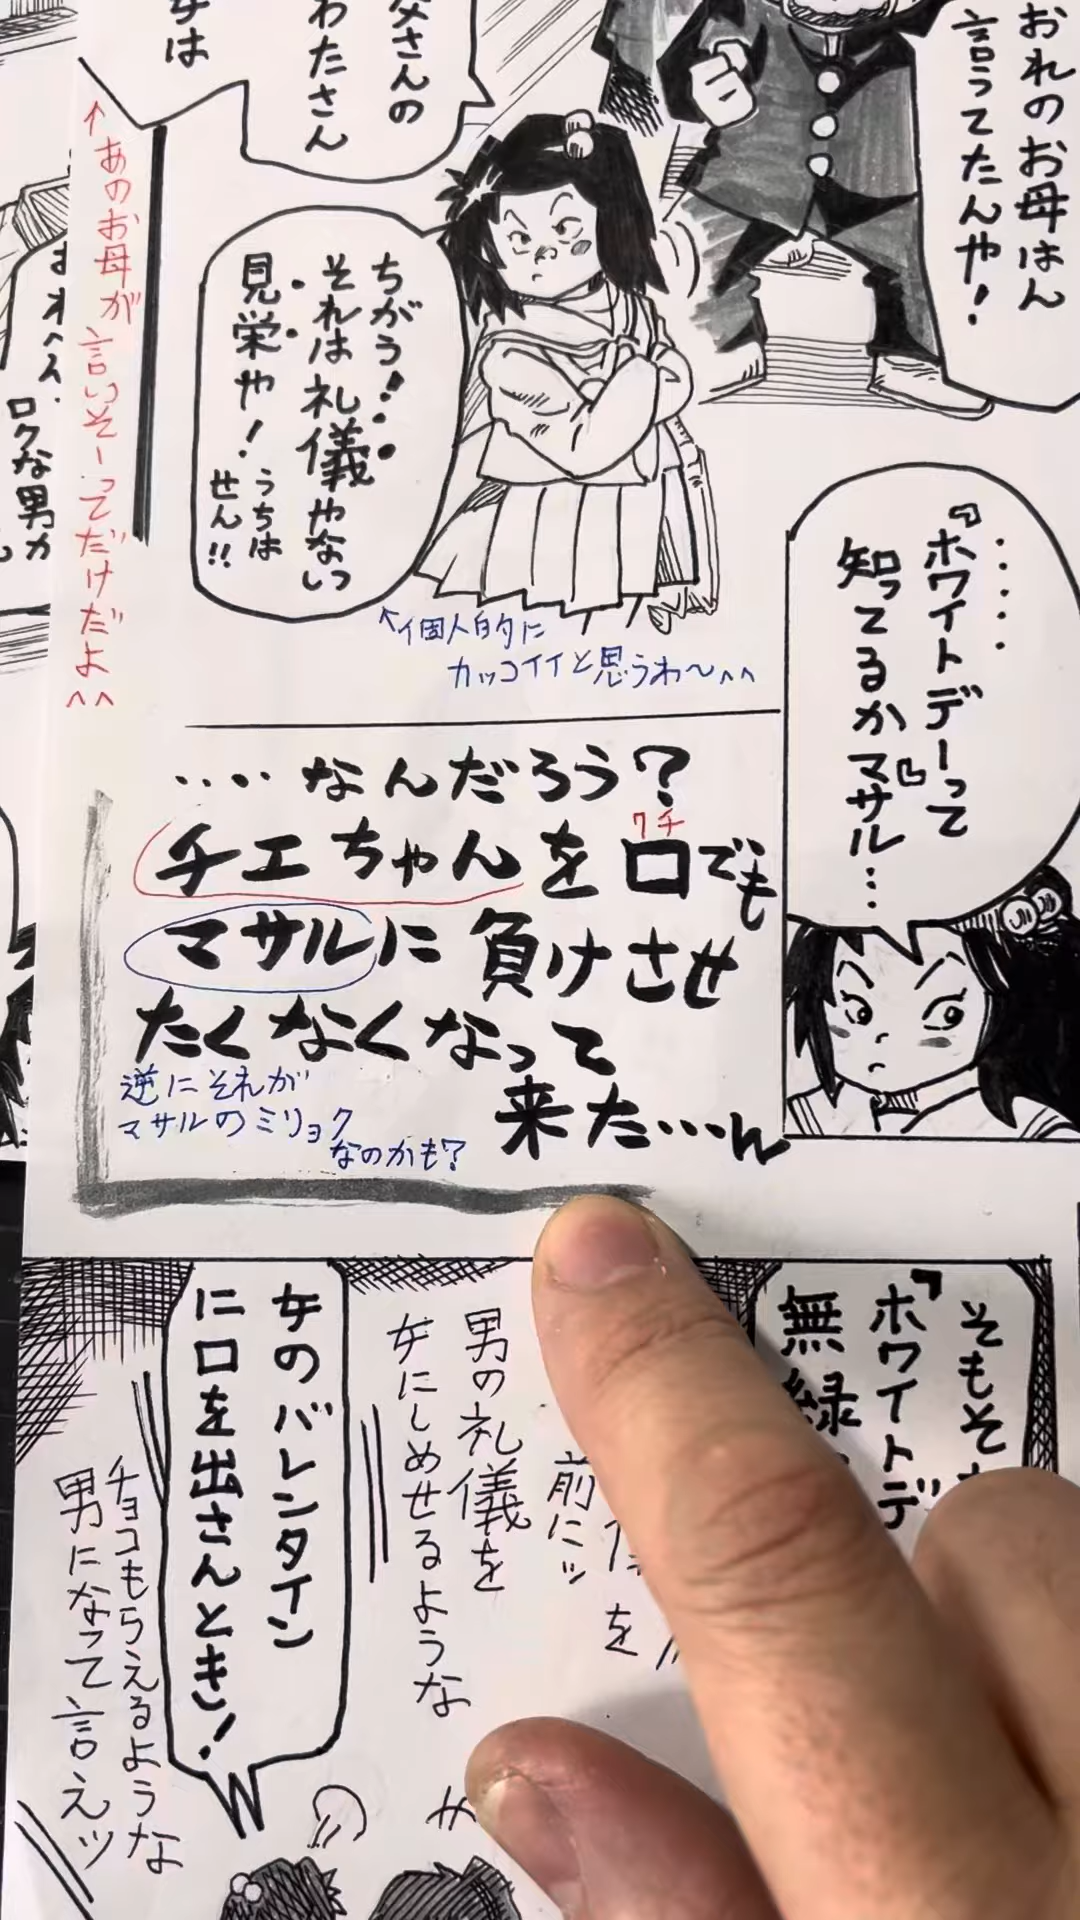 おれのお母はん
言うてたんや!
父さんの
わたさん
は
ちがう!
それは礼儀やなしっ
見栄や!
うちは
せん!!
↑あのお母が言いそーってだけだよ^^
ロクな男が
↑個人的に
カッコイイと思うわ〜^^
‥‥
『ホワイトデー』って
知ってるかマサル…
‥‥なんだろう?
チエちゃんを口でも
クチ
マサルに負けさせ
たくなくなって
来た…w
逆にそれが
マサルのミリョク
なのかも?
そもそ
『ホワイトデ
無縁
前にッ
を
男の礼儀を
女にしめせるような
女のバレンタイン
に口を出さんとき!
チョコもらえるような
男になって言えッ